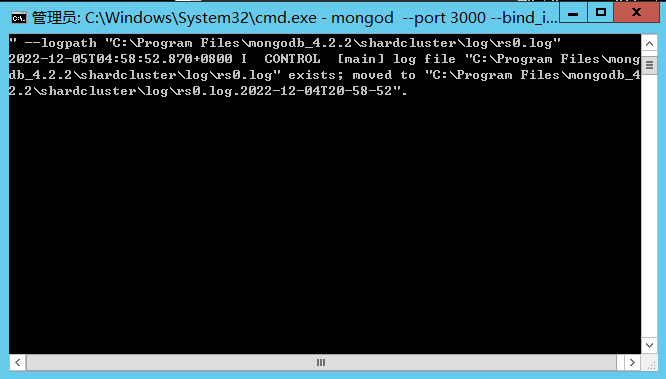 管理员: C:\Windows\System32\cmd.exe - mongod  --port 3000 --bind_i...
" --logpath "C:\Program Files\mongodb_4.2.2\shardcluster\log\rs0.log"
2022-12-05T04:58:52.870+0800 I  CONTROL  [main] log file "C:\Program Files\mong
db_4.2.2\shardcluster\log\rs0.log" exists; moved to "C:\Program Files\mongodb_4
2.2\shardcluster\log\rs0.log.2022-12-04T20-58-52".